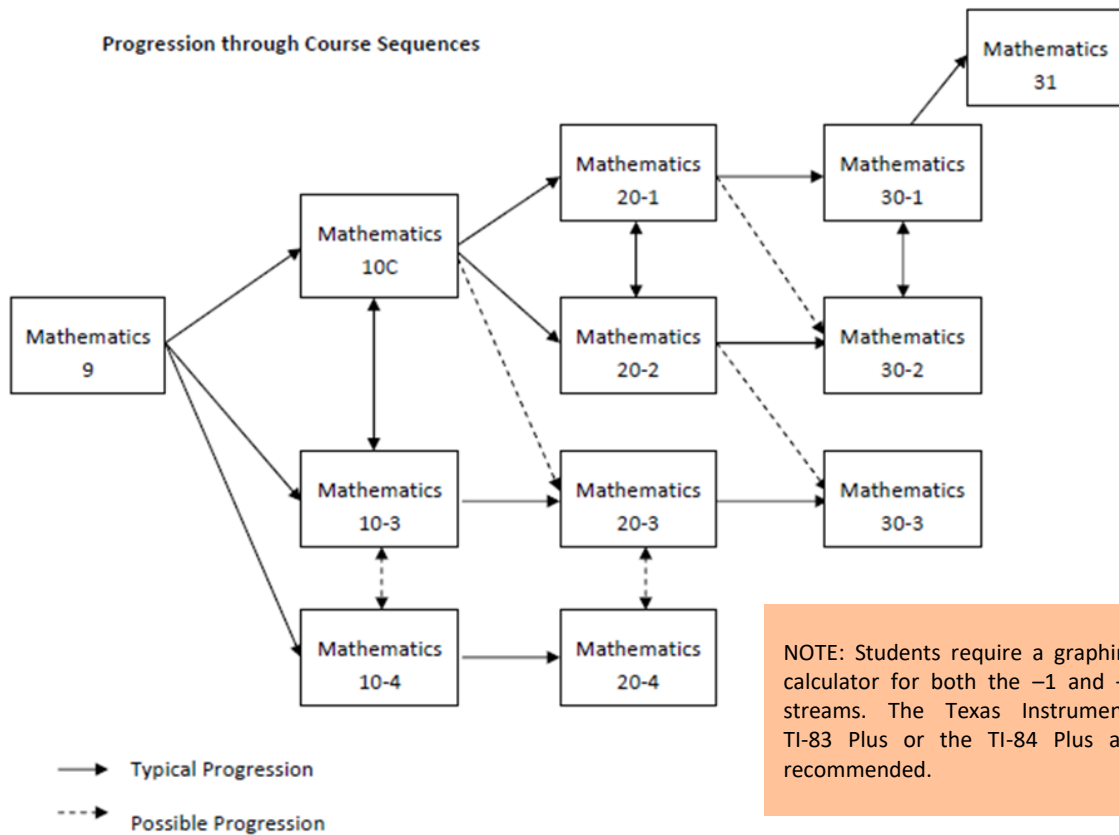 Progression through Course Sequences
Mathematics
31
Mathematics
20-1
Mathematics
30-1
Mathematics
10C
Mathematics
9
Mathematics
20-2
Mathematics
30-2
Mathematics
10-3
Mathematics
20-3
Mathematics
30-3
Mathematics
10-4
Mathematics
20-4
NOTE: Students require a graphin
calculator for both the –1 and -
streams. The Texas Instrumen
TI-83 Plus or the TI-84 Plus a
recommended.
Typical Progression
Possible Progression